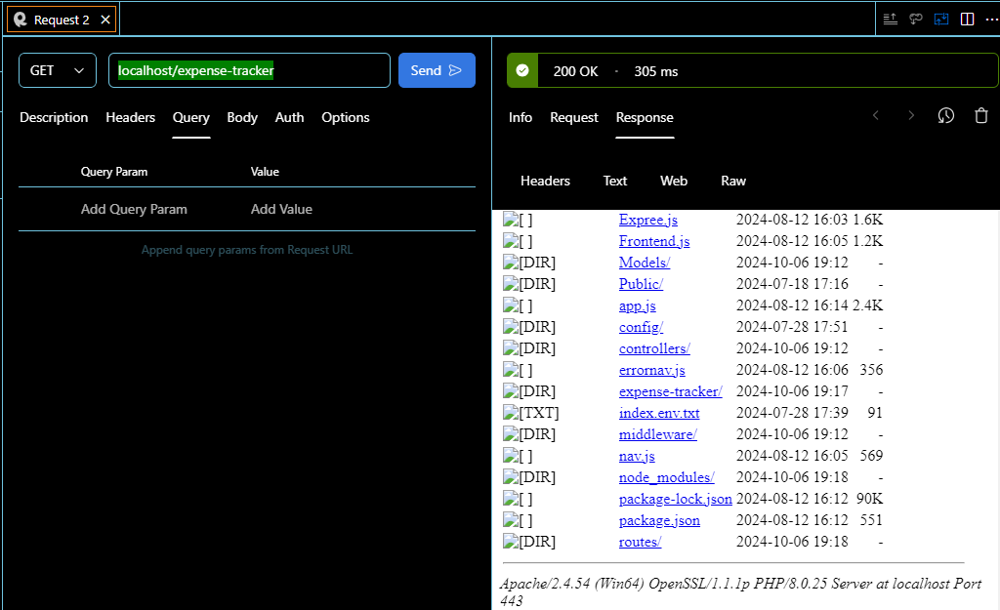 Request 2
GET
localhost/expense-tracker
Send
200 OK · 305 ms
Description Headers Query Body Auth Options
Info Request Response
Query Param Value
Add Query Param Add Value
Append query params from Request URL
Headers Text Web Raw
[ ] Expree.js 2024-08-12 16:03 1.6K
[ ] Frontend.js 2024-08-12 16:05 1.2K
[DIR] Models/ 2024-10-06 19:12 -
[DIR] Public/ 2024-07-18 17:16 -
[ ] app.js 2024-08-12 16:14 2.4K
[DIR] config/ 2024-07-28 17:51 -
[DIR] controllers/ 2024-10-06 19:12 -
[ ] errornav.js 2024-08-12 16:06 356
[DIR] expense-tracker/ 2024-10-06 19:17 -
[TXT] index.env.txt 2024-07-28 17:39 91
[DIR] middleware/ 2024-10-06 19:12 -
[ ] nav.js 2024-08-12 16:05 569
[DIR] node_modules/ 2024-10-06 19:18 -
[ ] package-lock.json 2024-08-12 16:12 90K
[ ] package.json 2024-08-12 16:12 551
[DIR] routes/ 2024-10-06 19:18 -
Apache/2.4.54 (Win64) OpenSSL/1.1.1p PHP/8.0.25 Server at localhost Port
443